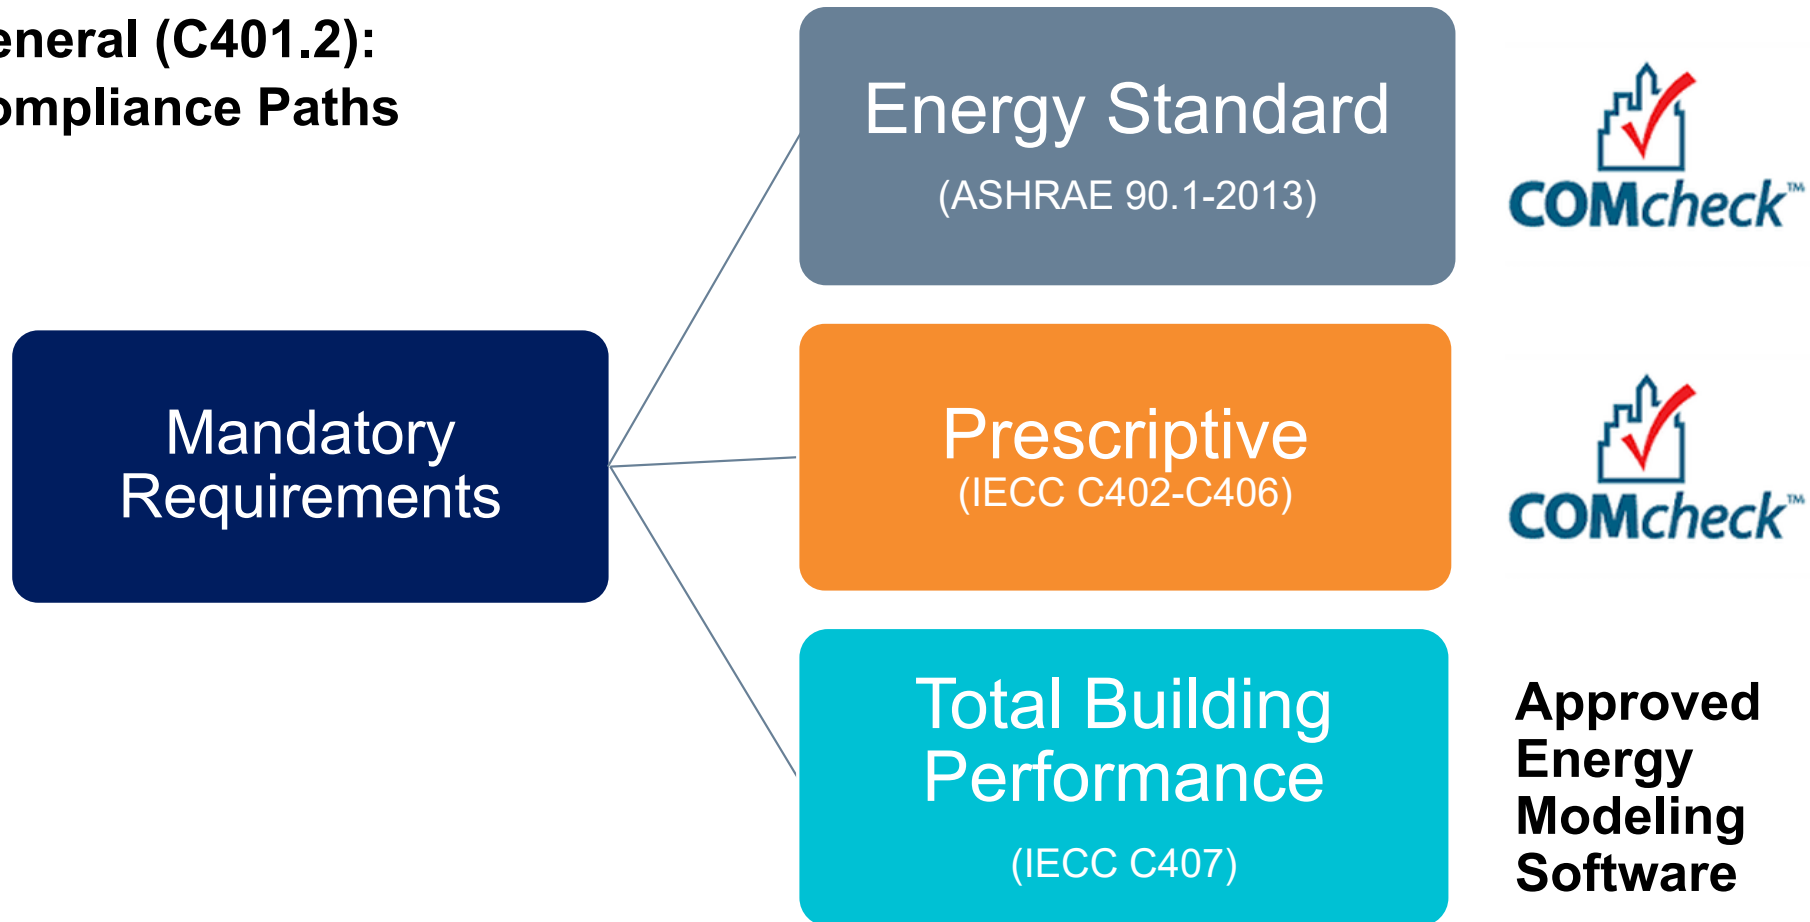 eneral (C401.2):
ompliance Paths
Energy Standard
(ASHRAE 90.1-2013)
COMcheck™
Mandatory
Requirements
Prescriptive
(IECC C402-C406)
COMcheck™
Total Building
Performance
(IECC C407)
Approved
Energy
Modeling
Software